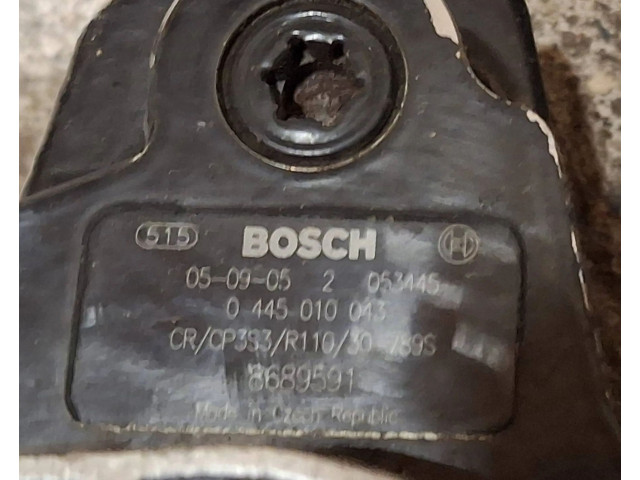 515 BOSCH
05-09-05 2 053445
0 445 010 043
CR/CP3S3/R110/30-789S
8689591
Made in Czech Republic